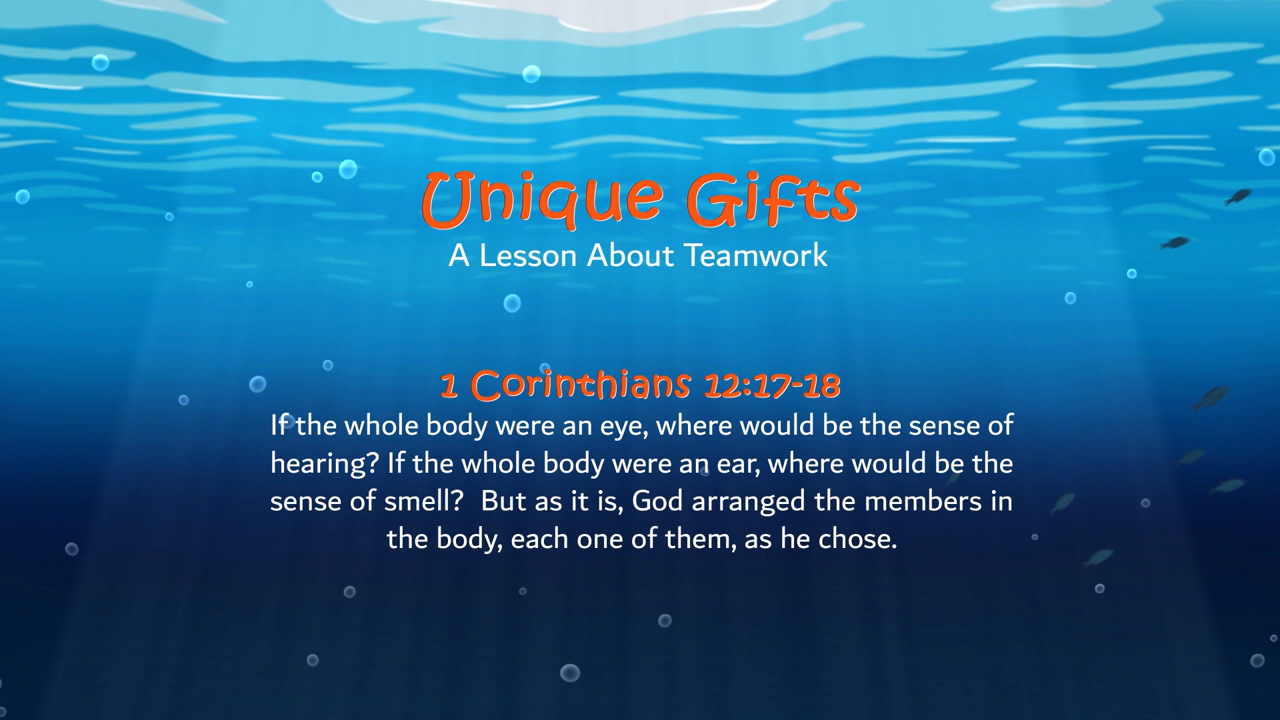 Unique Gifts
A Lesson About Teamwork
1 Corinthians 12:17-18
If the whole body were an eye, where would be the sense of
hearing? If the whole body were an ear, where would be the
sense of smell?  But as it is, God arranged the members in
the body, each one of them, as he chose.